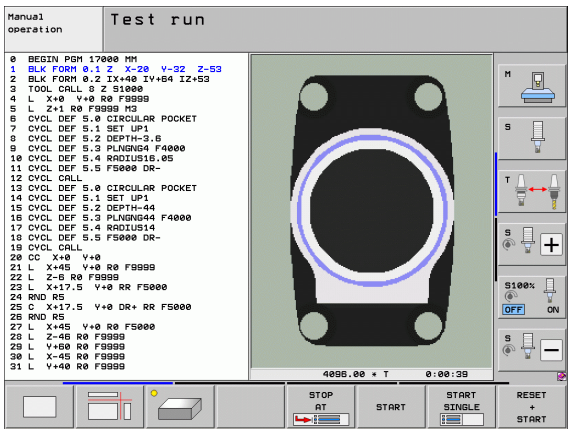 Manual
operation
Test run
0 BEGIN PGM 17000 MM
1 BLK FORM 0.1 Z X-20 Y-32 Z-53
2 BLK FORM 0.2 IX+40 IY+64 IZ+53
3 TOOL CALL 8 Z S1000
4 L X+0 Y+0 R0 F9999
5 L Z+1 R0 F9999 M3
6 CYCL DEF 5.0 CIRCULAR POCKET
7 CYCL DEF 5.1 SET UP1
8 CYCL DEF 5.2 DEPTH-3.6
9 CYCL DEF 5.3 PLNGNG4 F4000
10 CYCL DEF 5.4 RADIUS16.05
11 CYCL DEF 5.5 F5000 DR-
12 CYCL CALL
13 CYCL DEF 5.0 CIRCULAR POCKET
14 CYCL DEF 5.1 SET UP1
15 CYCL DEF 5.2 DEPTH-44
16 CYCL DEF 5.3 PLNGNG44 F4000
17 CYCL DEF 5.4 RADIUS14
18 CYCL DEF 5.5 F5000 DR-
19 CYCL CALL
20 CC X+0 Y+0
21 L X+45 Y+0 R0 F9999
22 L Z-6 R0 F9999
23 L X+17.5 Y+0 RR F5000
24 RND R5
25 C X+17.5 Y+0 DR+ RR F5000
26 RND R5
27 L X+45 Y+0 R0 F5000
28 L Z-46 R0 F9999
29 L Y+60 R0 F9999
30 L X-45 R0 F9999
31 L Y+40 R0 F9999
4096.00 * T 0:00:39
M
S
T
S
S100%
OFF ON
S
STOP
AT
START
START
SINGLE
RESET
+
START